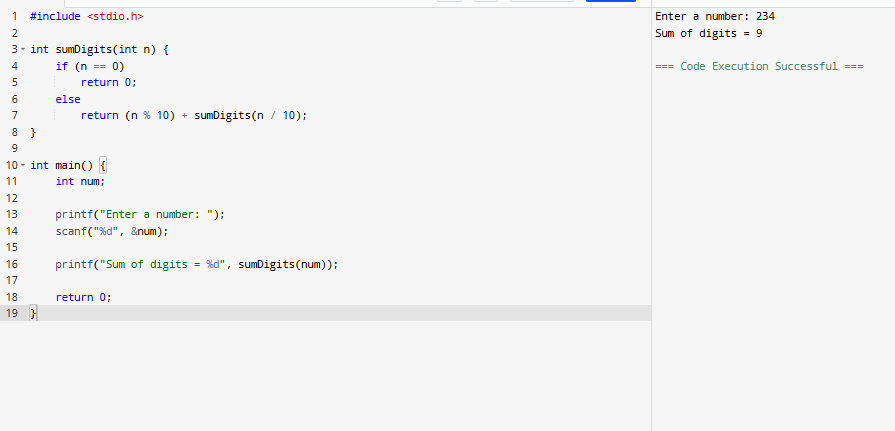 1 #include <stdio.h>
2
3 int sumDigits(int n) {
4     if (n == 0)
5         return 0;
6     else
7         return (n % 10) + sumDigits(n / 10);
8 }
9
10 int main() {
11     int num;
12
13     printf("Enter a number: ");
14     scanf("%d", &num);
15
16     printf("Sum of digits = %d", sumDigits(num));
17
18     return 0;
19 }
Enter a number: 234
Sum of digits = 9
=== Code Execution Successful ===